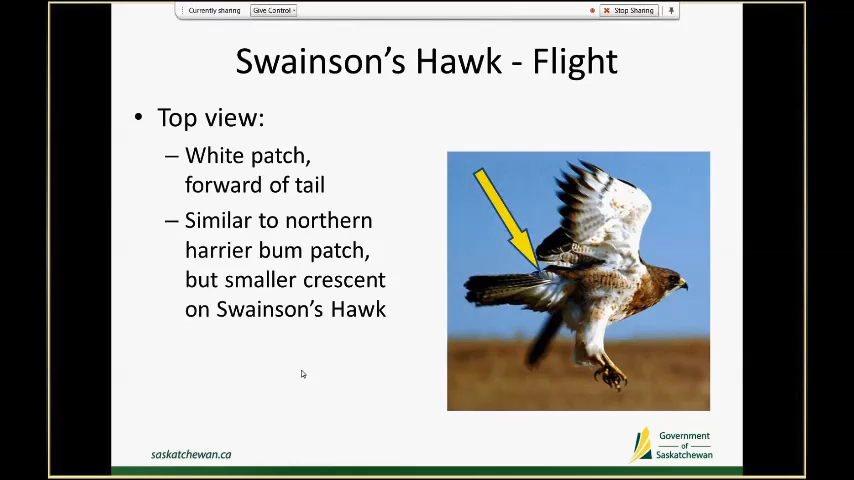 Currently sharing
Give Control
Stop Sharing
Swainson's Hawk - Flight
• Top view:
– White patch,
forward of tail
– Similar to northern
harrier bum patch,
but smaller crescent
on Swainson's Hawk
saskatchewan.ca
Government
of
Saskatchewan